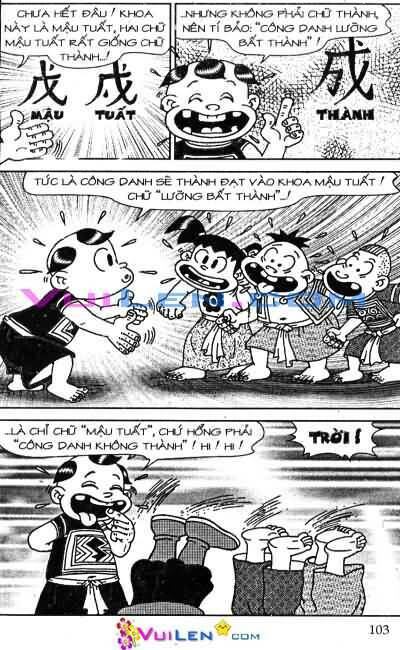 CHƯA HẾT ĐÂU! KHOA
NÀY LÀ MẬU TUẤT, HAI CHỮ
MẬU TUẤT RẤT GIỐNG CHỮ
THÀNH...!
戊 戌
MẬU TUẤT
...NHƯNG KHÔNG PHẢI CHỮ THÀNH,
NÊN TÍ BẢO: "CÔNG DANH LƯỠNG
BẤT THÀNH"!
成
THÀNH
TỨC LÀ CÔNG DANH SẼ THÀNH ĐẠT VÀO KHOA MẬU TUẤT!
CHỮ "LƯỠNG BẤT THÀNH"...!
VUILEN.COM
...LÀ CHỈ CHỮ "MẬU TUẤT", CHỨ HỔNG PHẢI
"CÔNG DANH KHÔNG THÀNH"! HI! HI!
TRỜI!
103
VUILEN.COM